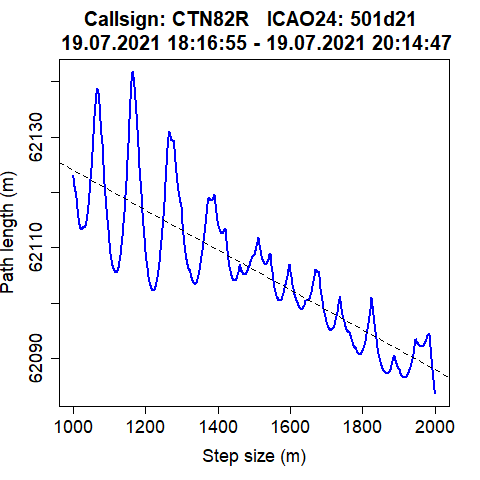 Callsign: CTN82R   ICAO24: 501d21
19.07.2021 18:16:55 - 19.07.2021 20:14:47
Path length (m)
62130
62110
62090
1000 1200 1400 1600 1800 2000
Step size (m)